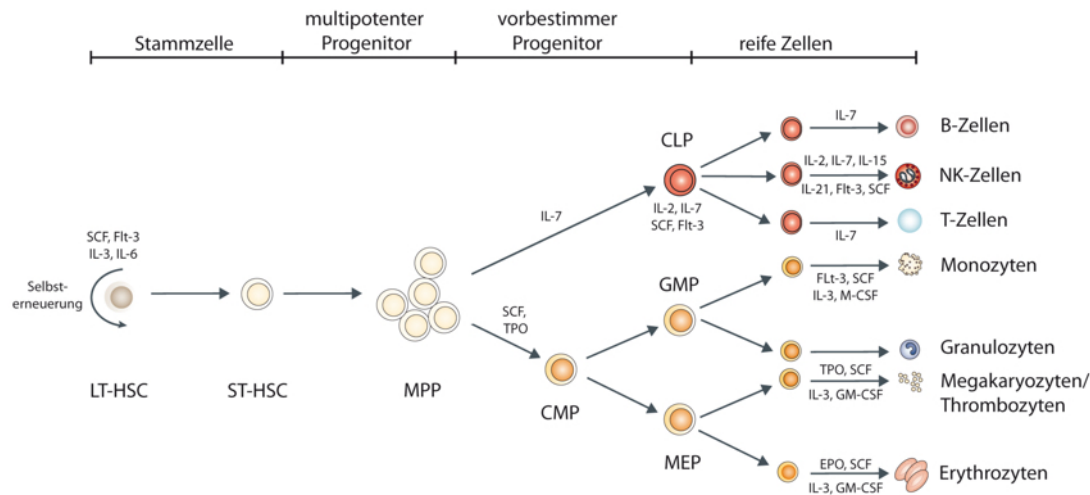 multipotenter
vorbestimmer
Stammzelle
Progenitor
Progenitor
reife Zellen
IL-7
B-Zellen
CLP
IL-2, IL-7, IL-15
NK-Zellen
IL-21, Flt-3, SCF
IL-7
IL-2, IL-7
SCF, Flt-3
T-Zellen
IL-7
SCF, Flt-3
IL-3, IL-6
Selbst-
erneuerung
Monozyten
FLt-3, SCF
IL-3, M-CSF
GMP
SCF,
TPO
Granulozyten
TPO, SCF
IL-3, GM-CSF
Megakaryozyten/
Thrombozyten
LT-HSC
ST-HSC
MPP
CMP
MEP
EPO, SCF
IL-3, GM-CSF
Erythrozyten